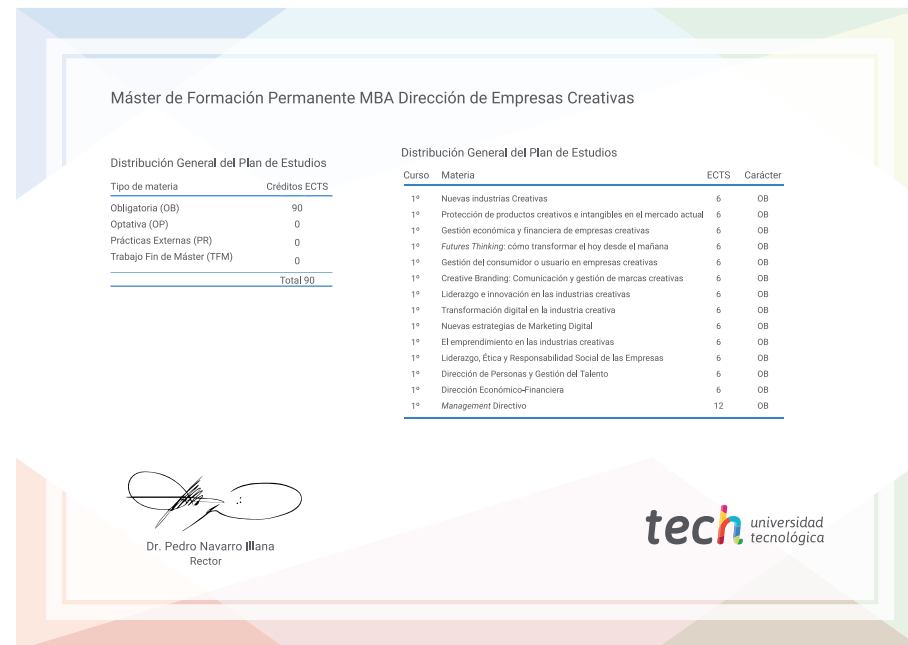 Máster de Formación Permanente MBA Dirección de Empresas Creativas
Distribución General del Plan de Estudios
Tipo de materia Créditos ECTS
Obligatoria (OB) 90
Optativa (OP) 0
Prácticas Externas (PR) 0
Trabajo Fin de Máster (TFM) 0
Total 90
Distribución General del Plan de Estudios
Curso Materia ECTS Carácter
1º Nuevas industrias Creativas 6 OB
1º Protección de productos creativos e intangibles en el mercado actual 6 OB
1º Gestión económica y financiera de empresas creativas 6 OB
1º Futures Thinking: cómo transformar el hoy desde el mañana 6 OB
1º Gestión del consumidor o usuario en empresas creativas 6 OB
1º Creative Branding: Comunicación y gestión de marcas creativas 6 OB
1º Liderazgo e innovación en las industrias creativas 6 OB
1º Transformación digital en la industria creativa 6 OB
1º Nuevas estrategias de Marketing Digital 6 OB
1º El emprendimiento en las industrias creativas 6 OB
1º Liderazgo, Ética y Responsabilidad Social de las Empresas 6 OB
1º Dirección de Personas y Gestión del Talento 6 OB
1º Dirección Económico-Financiera 6 OB
1º Management Directivo 12 OB
Dr. Pedro Navarro Illana
Rector
tech universidad
tecnológica